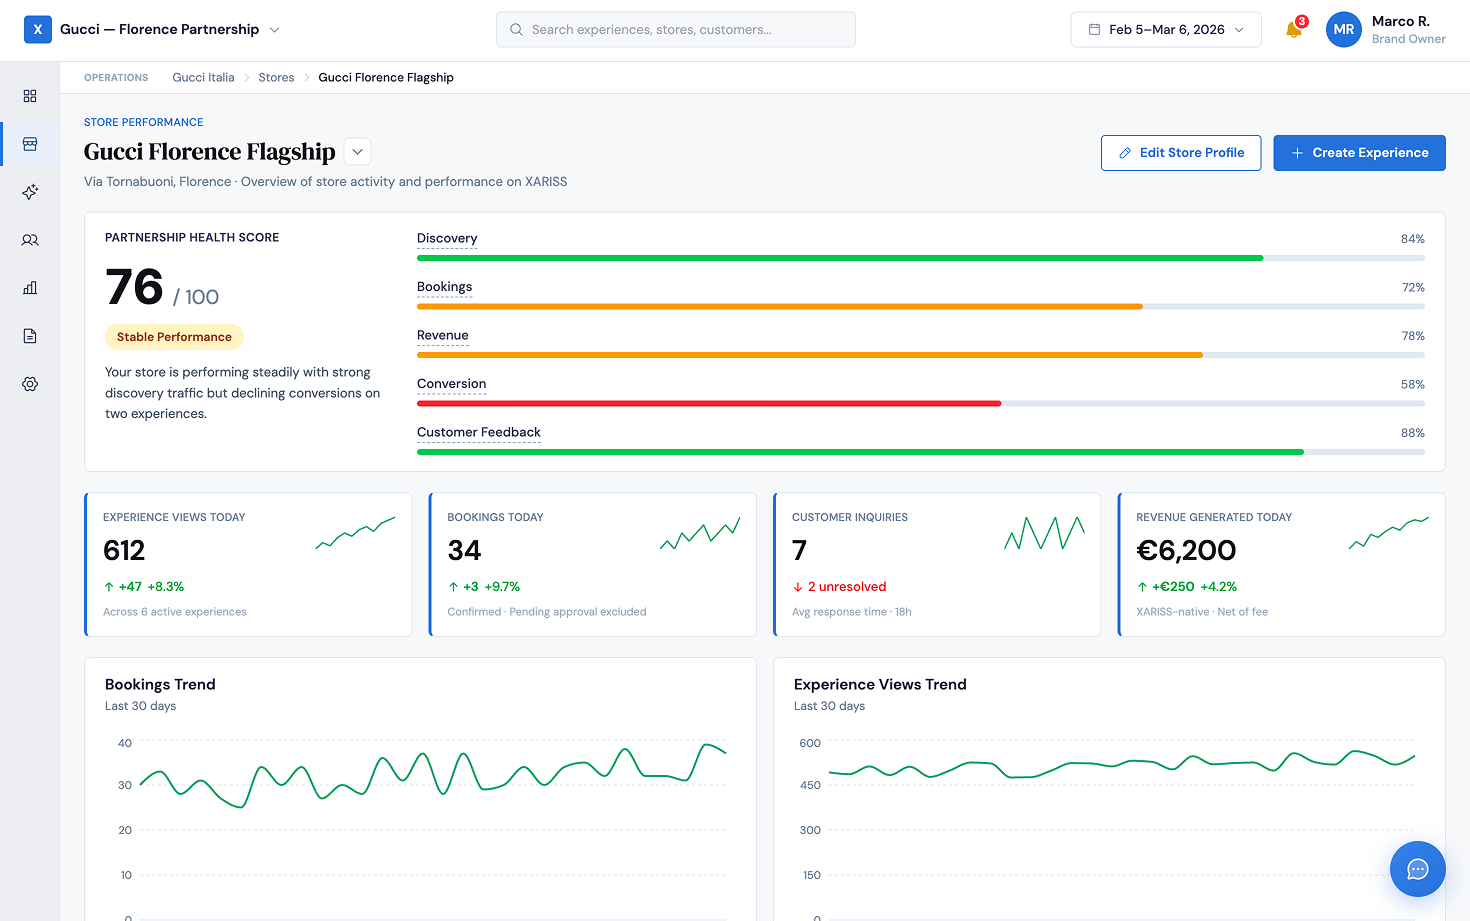 X Gucci — Florence Partnership
Search experiences, stores, customers...
Feb 5–Mar 6, 2026
3
MR
Marco R.
Brand Owner
OPERATIONS Gucci Italia Stores Gucci Florence Flagship
STORE PERFORMANCE
Gucci Florence Flagship
Via Tornabuoni, Florence · Overview of store activity and performance on XARISS
Edit Store Profile
Create Experience
PARTNERSHIP HEALTH SCORE
76 / 100
Stable Performance
Your store is performing steadily with strong
discovery traffic but declining conversions on
two experiences.
Discovery 84%
Bookings 72%
Revenue 78%
Conversion 58%
Customer Feedback 88%
EXPERIENCE VIEWS TODAY
612
↑ +47 +8.3%
Across 6 active experiences
BOOKINGS TODAY
34
↑ +3 +9.7%
Confirmed · Pending approval excluded
CUSTOMER INQUIRIES
7
↓ 2 unresolved
Avg response time · 18h
REVENUE GENERATED TODAY
€6,200
↑ +€250 +4.2%
XARISS-native · Net of fee
Bookings Trend
Last 30 days
40
30
20
10
0
Experience Views Trend
Last 30 days
600
450
300
150
0